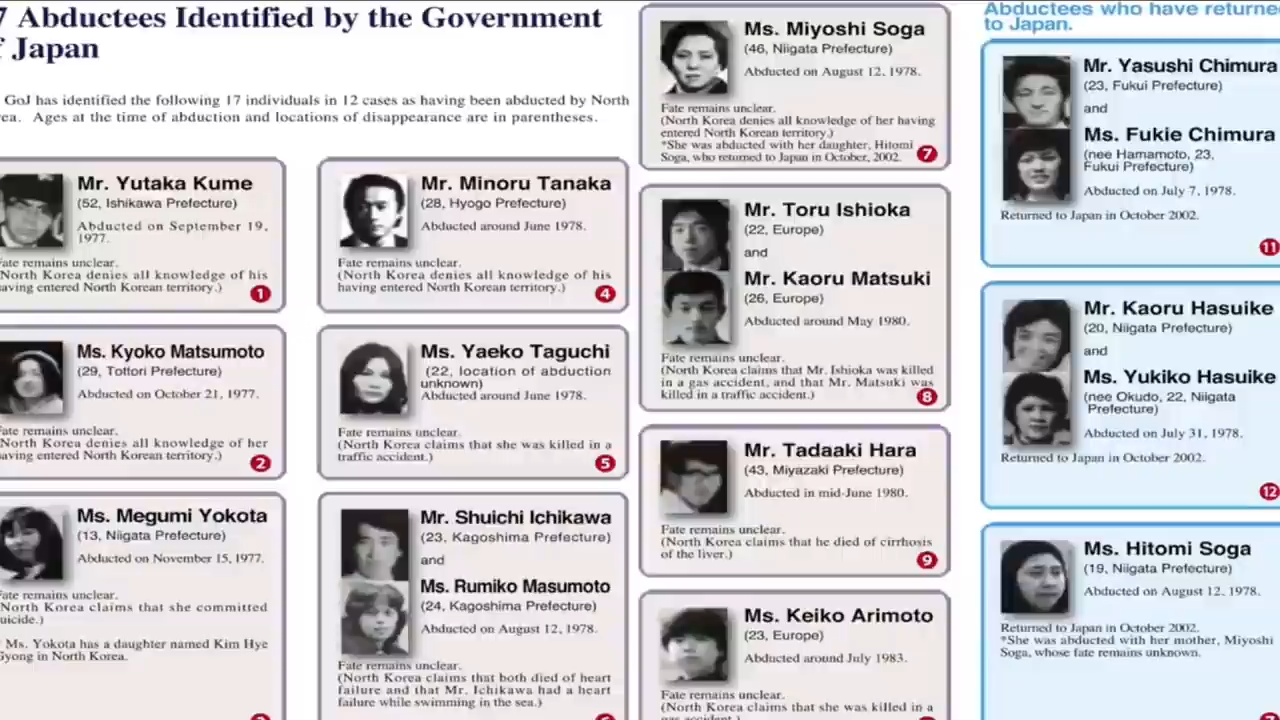 7 Abductees Identified by the Government
f Japan
GoJ has identified the following 17 individuals in 12 cases as having been abducted by North
ea. Ages at the time of abduction and locations of disappearance are in parentheses.
Mr. Yutaka Kume
(52, Ishikawa Prefecture)
Abducted on September 19,
1977.
ate remains unclear.
North Korea denies all knowledge of his
aving entered North Korean territory.)
1
Ms. Kyoko Matsumoto
(29, Tottori Prefecture)
Abducted on October 21, 1977.
ate remains unclear.
North Korea denies all knowledge of her
aving entered North Korean territory.)
2
Ms. Megumi Yokota
(13, Niigata Prefecture)
Abducted on November 15, 1977.
ate remains unclear.
North Korea claims that she committed
uicide.)
Ms. Yokota has a daughter named Kim Hye
Gyong in North Korea.
Mr. Minoru Tanaka
(28, Hyogo Prefecture)
Abducted around June 1978.
Fate remains unclear.
(North Korea denies all knowledge of his
having entered North Korean territory.)
4
Ms. Yaeko Taguchi
(22, location of abduction
unknown)
Abducted around June 1978.
Fate remains unclear.
(North Korea claims that she was killed in a
traffic accident.)
5
Mr. Shuichi Ichikawa
(23, Kagoshima Prefecture)
and
Ms. Rumiko Masumoto
(24, Kagoshima Prefecture)
Abducted on August 12, 1978.
Fate remains unclear.
(North Korea claims that both died of heart
failure and that Mr. Ichikawa had a heart
failure while swimming in the sea.)
Ms. Miyoshi Soga
(46, Niigata Prefecture)
Abducted on August 12, 1978.
Fate remains unclear.
(North Korea denies all knowledge of her having
entered North Korean territory.)
*She was abducted with her daughter, Hitomi
Soga, who returned to Japan in October, 2002.
7
Mr. Toru Ishioka
(22, Europe)
and
Mr. Kaoru Matsuki
(26, Europe)
Abducted around May 1980.
Fate remains unclear.
(North Korea claims that Mr. Ishioka was killed
in a gas accident, and that Mr. Matsuki was
killed in a traffic accident.)
8
Mr. Tadaaki Hara
(43, Miyazaki Prefecture)
Abducted in mid-June 1980.
Fate remains unclear.
(North Korea claims that he died of cirrhosis
of the liver.)
9
Ms. Keiko Arimoto
(23, Europe)
Abducted around July 1983.
Fate remains unclear.
(North Korea claims that she was killed in a
gas accident.)
Abductees who have returne
to Japan.
Mr. Yasushi Chimura
(23, Fukui Prefecture)
and
Ms. Fukie Chimura
(nee Hamamoto, 23,
Fukui Prefecture)
Abducted on July 7, 1978.
Returned to Japan in October 2002.
11
Mr. Kaoru Hasuike
(20, Niigata Prefecture)
and
Ms. Yukiko Hasuike
(nee Okudo, 22, Niigata
Prefecture)
Abducted on July 31, 1978.
Returned to Japan in October 2002.
12
Ms. Hitomi Soga
(19, Niigata Prefecture)
Abducted on August 12, 1978.
Returned to Japan in October 2002.
*She was abducted with her mother, Miyoshi
Soga, whose fate remains unknown.